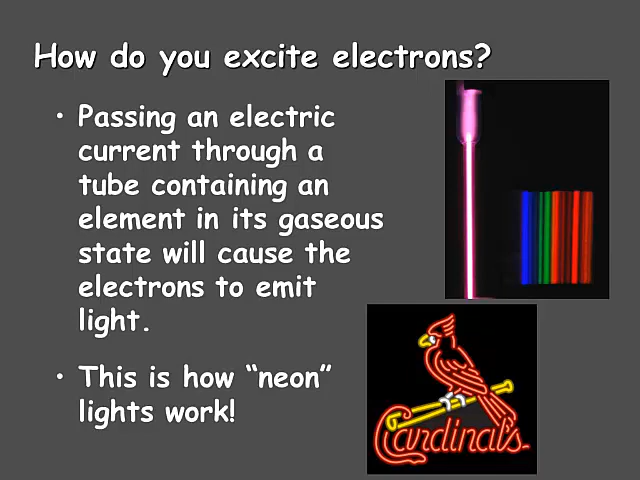 How do you excite electrons?
• Passing an electric
current through a
tube containing an
element in its gaseous
state will cause the
electrons to emit
light.
• This is how “neon”
lights work!
Cardinals